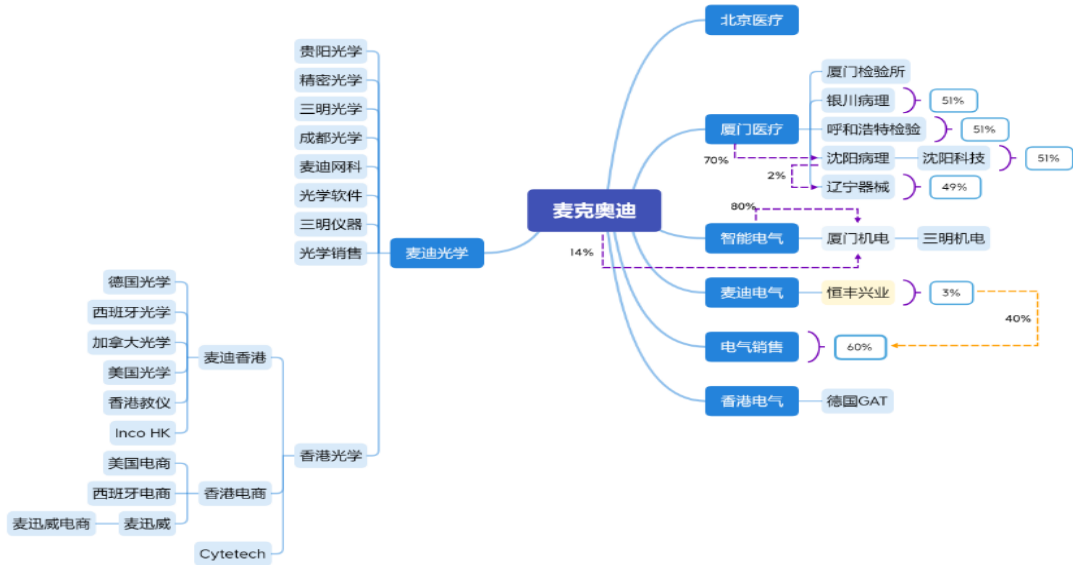 麦克奥迪
北京医疗
厦门医疗
厦门检验所
银川病理
51%
呼和浩特检验
51%
70%
沈阳病理
沈阳科技
51%
2%
辽宁器械
49%
80%
智能电气
厦门机电
三明机电
14%
麦迪电气
恒丰兴业
3%
40%
电气销售
60%
香港电气
德国GAT
麦迪光学
贵阳光学
精密光学
三明光学
成都光学
麦迪网科
光学软件
三明仪器
光学销售
香港光学
麦迪香港
德国光学
西班牙光学
加拿大光学
美国光学
香港教仪
Inco HK
香港电商
美国电商
西班牙电商
麦迅威
麦迅威电商
Cytetech